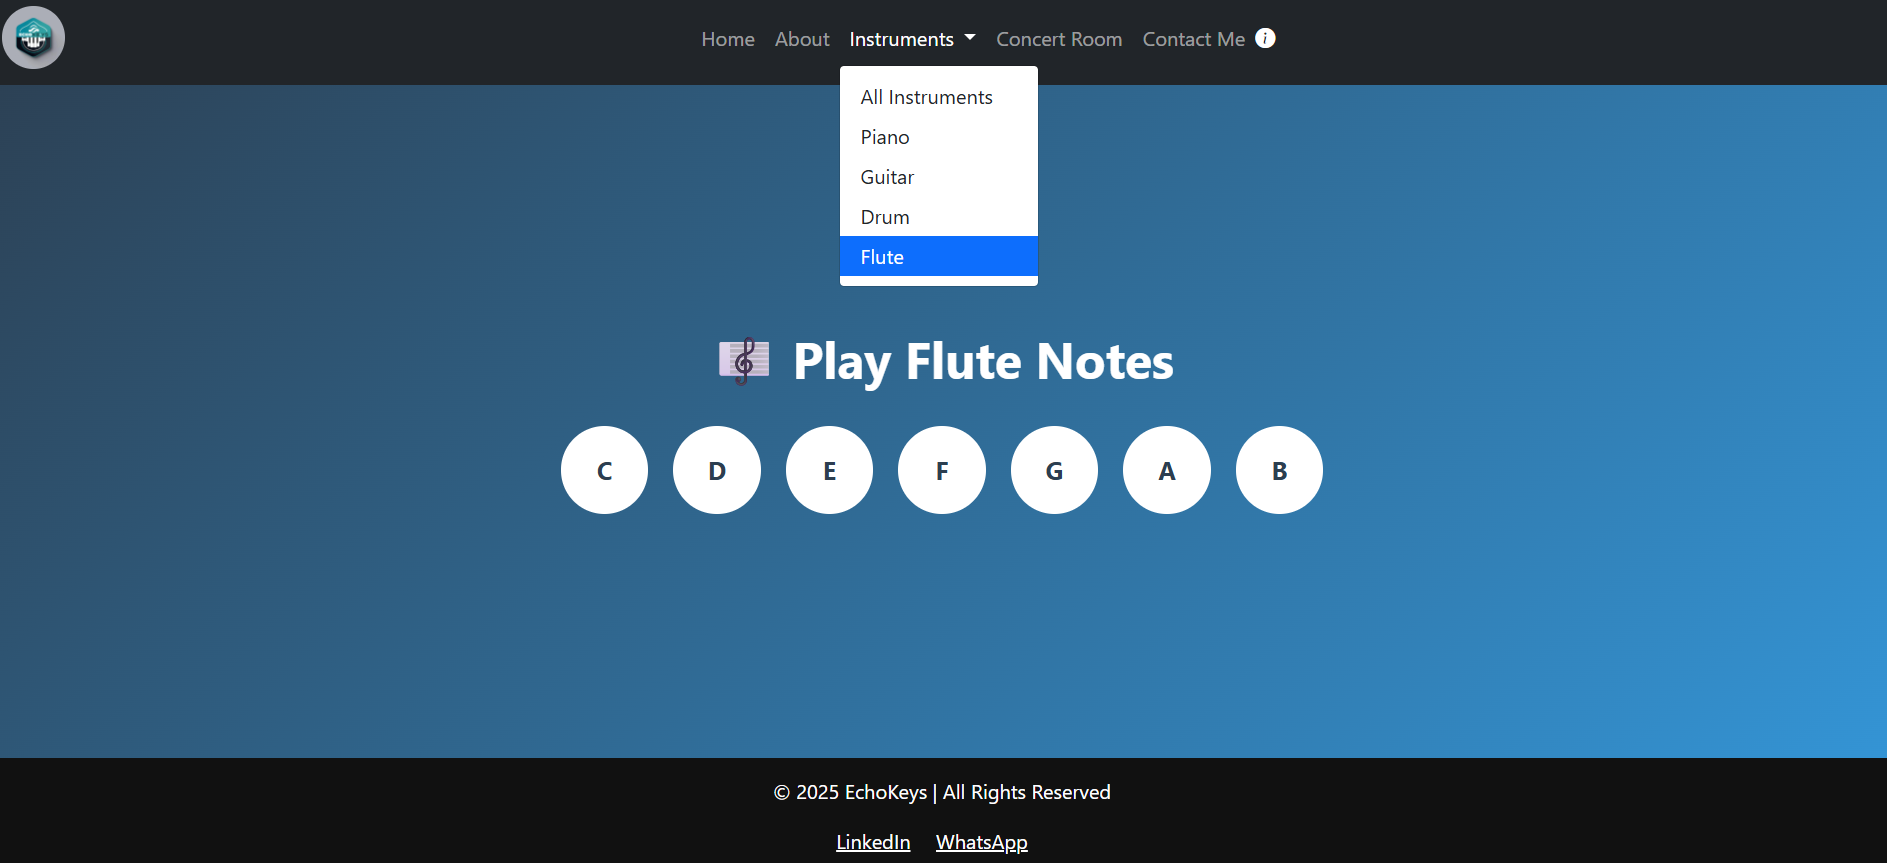 Home About Instruments Concert Room Contact Me i
All Instruments
Piano
Guitar
Drum
Flute
Play Flute Notes
C D E F G A B
© 2025 EchoKeys | All Rights Reserved
LinkedIn WhatsApp